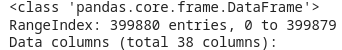 <class 'pandas.core.frame.DataFrame'>
RangeIndex: 399880 entries, 0 to 399879
Data columns (total 38 columns):